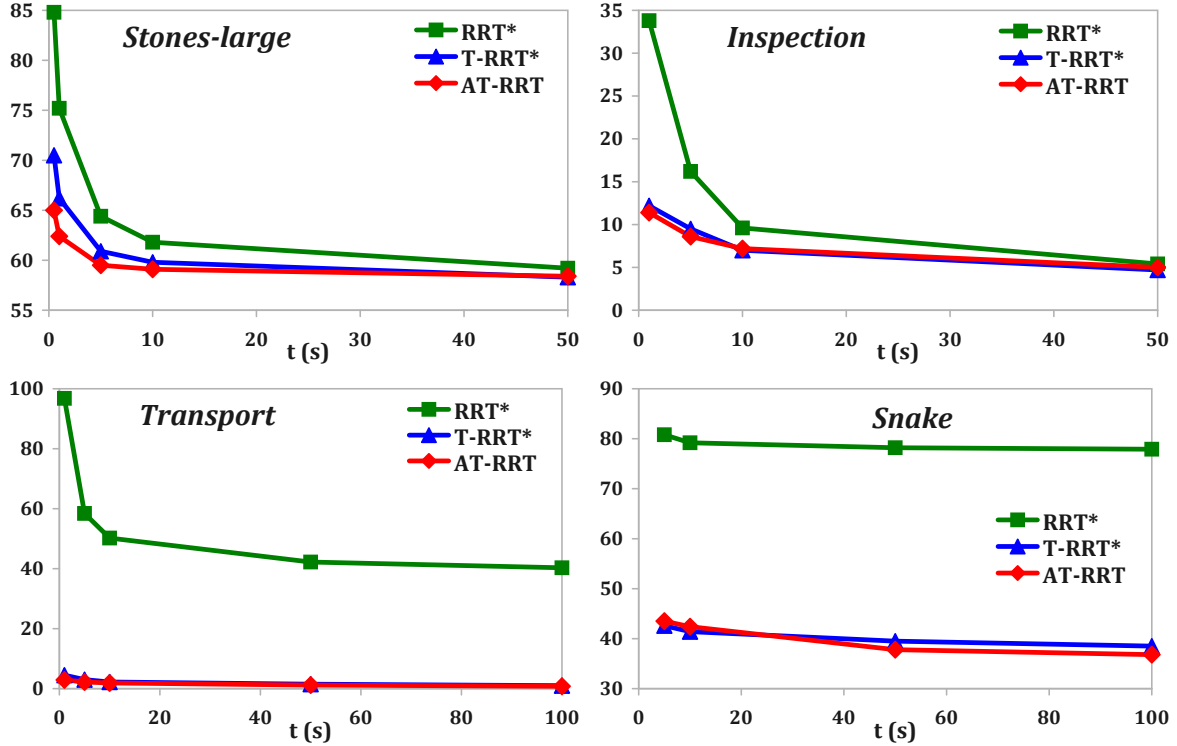 Stones-large
85
80
75
70
65
60
55
0 10 20 30 40 50
t (s)
RRT*
T-RRT*
AT-RRT
Inspection
35
30
25
20
15
10
5
0
0 10 20 30 40 50
t (s)
RRT*
T-RRT*
AT-RRT
Transport
100
80
60
40
20
0
0 20 40 60 80 100
t (s)
RRT*
T-RRT*
AT-RRT
Snake
90
80
70
60
50
40
30
0 20 40 60 80 100
t (s)
RRT*
T-RRT*
AT-RRT